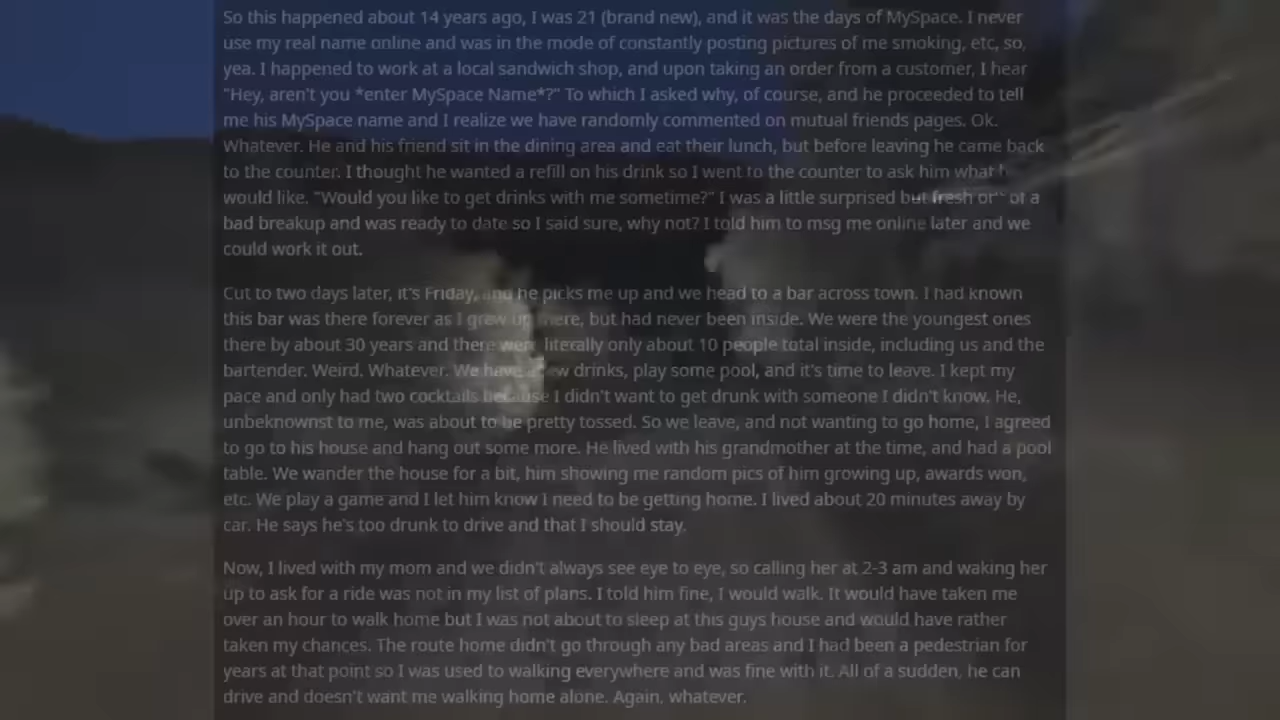 So this happened about 14 years ago, I was 21 (brand new), and it was the days of MySpace. I never
use my real name online and was in the mode of constantly posting pictures of me smoking, etc, so,
yea. I happened to work at a local sandwich shop, and upon taking an order from a customer, I hear
"Hey, aren't you *enter MySpace Name*?" To which I asked why, of course, and he proceeded to tell
me his MySpace name and I realize we have randomly commented on mutual friends pages. Ok.
Whatever. He and his friend sit in the dining area and eat their lunch, but before leaving he came back
to the counter. I thought he wanted a refill on his drink so I went to the counter to ask him what
would like. "Would you like to get drinks with me sometime?" I was a little surprised but fresh of a
bad breakup and was ready to date so I said sure, why not? I told him to msg me online later and we
could work it out.
Cut to two days later, it's Friday, and he picks me up and we head to a bar across town. I had known
this bar was there forever as I grew up here, but had never been inside. We were the youngest ones
there by about 30 years and there were literally only about 10 people total inside, including us and the
bartender. Weird. Whatever. We have a few drinks, play some pool, and it's time to leave. I kept my
pace and only had two cocktails because I didn't want to get drunk with someone I didn't know. He,
unbeknownst to me, was about to be pretty tossed. So we leave, and not wanting to go home, I agreed
to go to his house and hang out some more. He lived with his grandmother at the time, and had a pool
table. We wander the house for a bit, him showing me random pics of him growing up, awards won,
etc. We play a game and I let him know I need to be getting home. I lived about 20 minutes away by
car. He says he's too drunk to drive and that I should stay.
Now, I lived with my mom and we didn't always see eye to eye, so calling her at 2-3 am and waking her
up to ask for a ride was not in my list of plans. I told him fine, I would walk. It would have taken me
over an hour to walk home but I was not about to sleep at this guys house and would have rather
taken my chances. The route home didn't go through any bad areas and I had been a pedestrian for
years at that point so I was used to walking everywhere and was fine with it. All of a sudden, he can
drive and doesn't want me walking home alone. Again, whatever.